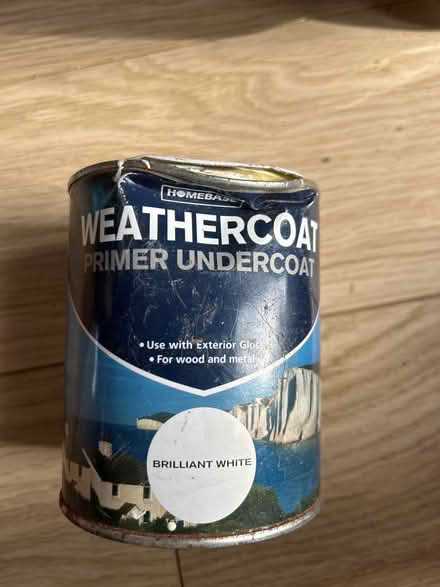 HOMEBASE
WEATHERCOAT
PRIMER UNDERCOAT
• Use with Exterior Gloss
• For wood and metal
BRILLIANT WHITE